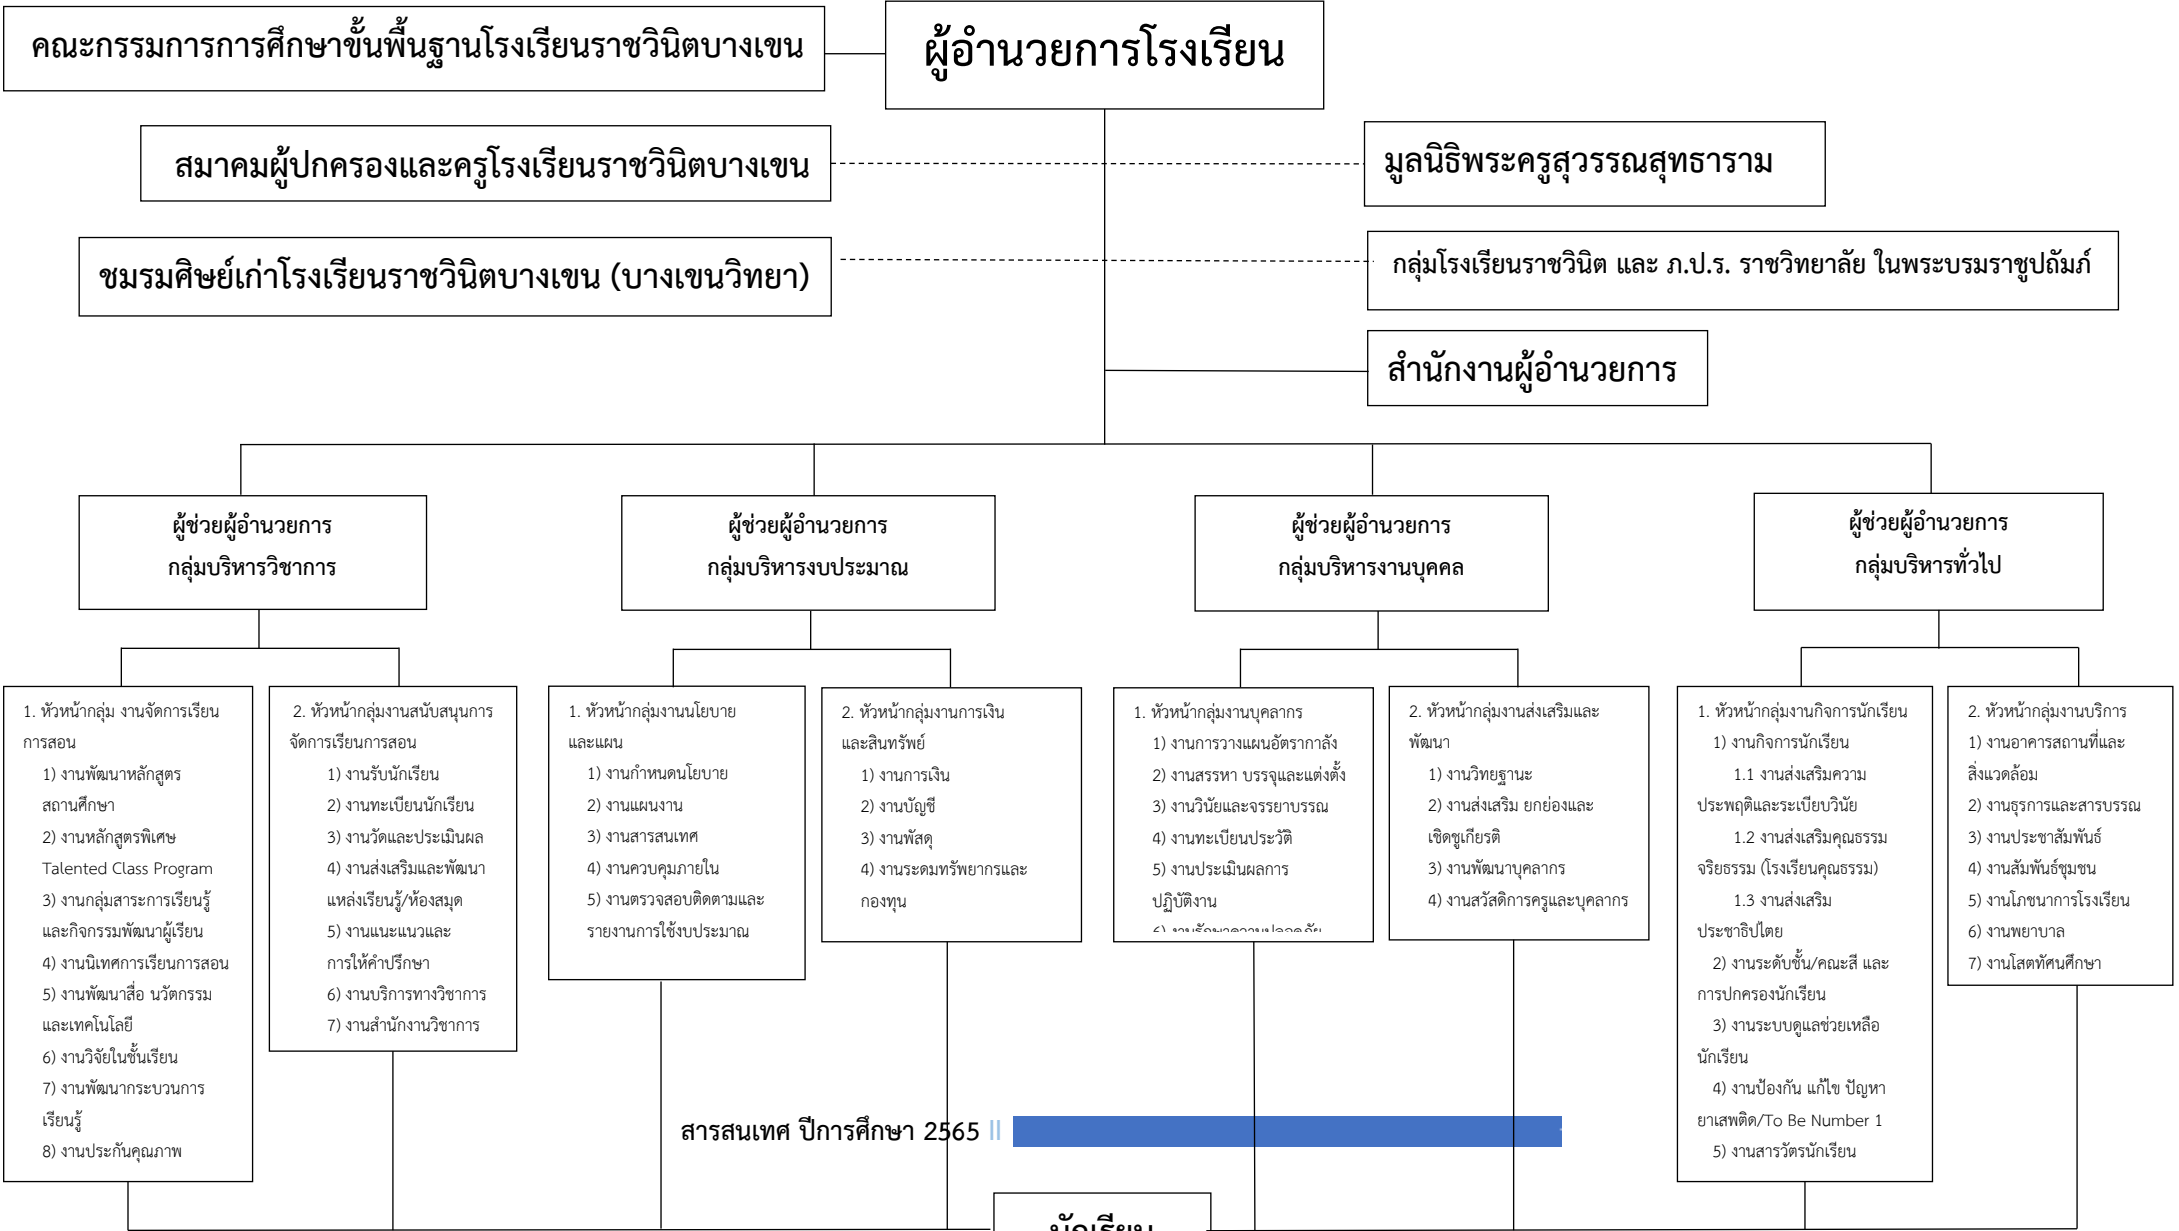 คณะกรรมการการศึกษาขั้นพื้นฐานโรงเรียนราชวินิตบางเขน
ผู้อำนวยการโรงเรียน
สมาคมผู้ปกครองและครูโรงเรียนราชวินิตบางเขน
มูลนิธิพระครูสุวรรณสุทธาราม
ชมรมศิษย์เก่าโรงเรียนราชวินิตบางเขน (บางเขนวิทยา)
กลุ่มโรงเรียนราชวินิต และ ภ.ป.ร. ราชวิทยาลัย ในพระบรมราชูปถัมภ์
สำนักงานผู้อำนวยการ
ผู้ช่วยผู้อำนวยการ
กลุ่มบริหารวิชาการ
ผู้ช่วยผู้อำนวยการ
กลุ่มบริหารงบประมาณ
ผู้ช่วยผู้อำนวยการ
กลุ่มบริหารงานบุคคล
ผู้ช่วยผู้อำนวยการ
กลุ่มบริหารทั่วไป
1. หัวหน้ากลุ่ม งานจัดการเรียน
การสอน
1) งานพัฒนาหลักสูตร
สถานศึกษา
2) งานหลักสูตรพิเศษ
Talented Class Program
3) งานกลุ่มสาระการเรียนรู้
และกิจกรรมพัฒนาผู้เรียน
4) งานนิเทศการเรียนการสอน
5) งานพัฒนาสื่อ นวัตกรรม
และเทคโนโลยี
6) งานวิจัยในชั้นเรียน
7) งานพัฒนากระบวนการ
เรียนรู้
8) งานประกันคุณภาพ
2. หัวหน้ากลุ่มงานสนับสนุนการ
จัดการเรียนการสอน
1) งานรับนักเรียน
2) งานทะเบียนนักเรียน
3) งานวัดและประเมินผล
4) งานส่งเสริมและพัฒนา
แหล่งเรียนรู้/ห้องสมุด
5) งานแนะแนวและ
การให้คำปรึกษา
6) งานบริการทางวิชาการ
7) งานสำนักงานวิชาการ
1. หัวหน้ากลุ่มงานนโยบาย
และแผน
1) งานกำหนดนโยบาย
2) งานแผนงาน
3) งานสารสนเทศ
4) งานควบคุมภายใน
5) งานตรวจสอบติดตามและ
รายงานการใช้งบประมาณ
2. หัวหน้ากลุ่มงานการเงิน
และสินทรัพย์
1) งานการเงิน
2) งานบัญชี
3) งานพัสดุ
4) งานระดมทรัพยากรและ
กองทุน
1. หัวหน้ากลุ่มงานบุคลากร
1) งานการวางแผนอัตรากาลัง
2) งานสรรหา บรรจุและแต่งตั้ง
3) งานวินัยและจรรยาบรรณ
4) งานทะเบียนประวัติ
5) งานประเมินผลการ
ปฏิบัติงาน
6) งานรักษาความปลอดภัย
2. หัวหน้ากลุ่มงานส่งเสริมและ
พัฒนา
1) งานวิทยฐานะ
2) งานส่งเสริม ยกย่องและ
เชิดชูเกียรติ
3) งานพัฒนาบุคลากร
4) งานสวัสดิการครูและบุคลากร
1. หัวหน้ากลุ่มงานกิจการนักเรียน
1) งานกิจการนักเรียน
1.1 งานส่งเสริมความ
ประพฤติและระเบียบวินัย
1.2 งานส่งเสริมคุณธรรม
จริยธรรม (โรงเรียนคุณธรรม)
1.3 งานส่งเสริม
ประชาธิปไตย
2) งานระดับชั้น/คณะสี และ
การปกครองนักเรียน
3) งานระบบดูแลช่วยเหลือ
นักเรียน
4) งานป้องกัน แก้ไข ปัญหา
ยาเสพติด/To Be Number 1
5) งานสารวัตรนักเรียน
2. หัวหน้ากลุ่มงานบริการ
1) งานอาคารสถานที่และ
สิ่งแวดล้อม
2) งานธุรการและสารบรรณ
3) งานประชาสัมพันธ์
4) งานสัมพันธ์ชุมชน
5) งานโภชนาการโรงเรียน
6) งานพยาบาล
7) งานโสตทัศนศึกษา
สารสนเทศ ปีการศึกษา 2565 ||
นักเรียน